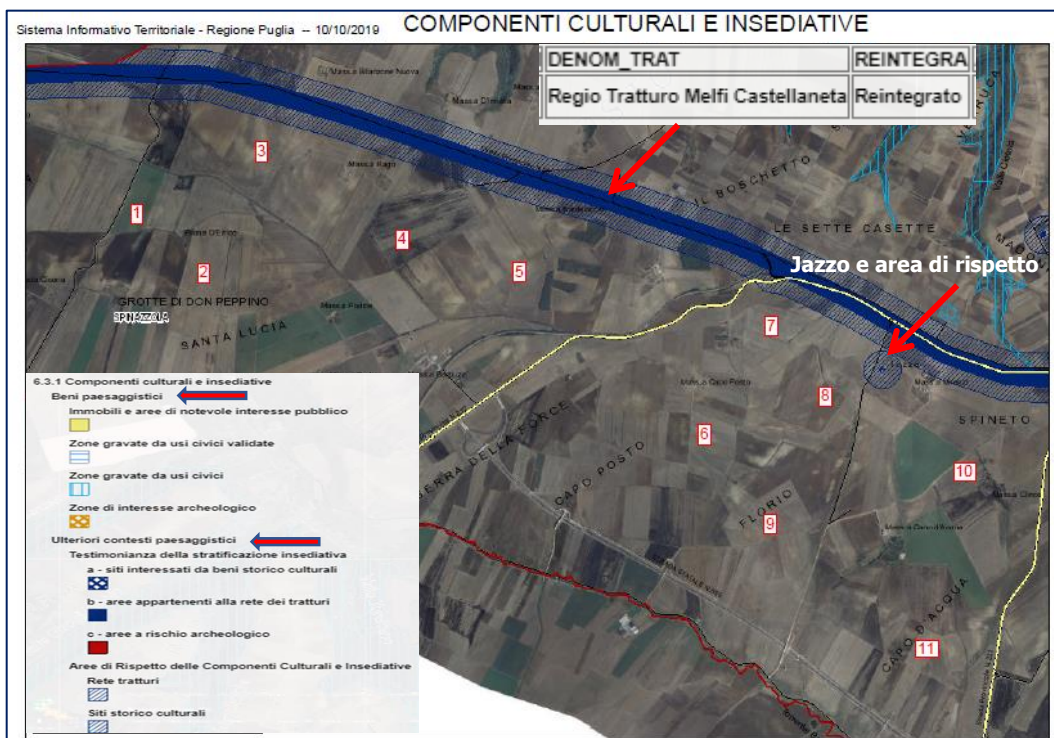 Sistema Informativo Territoriale - Regione Puglia -- 10/10/2019
COMPONENTI CULTURALI E INSEDIATIVE
DENOM_TRAT REINTEGRA
Regio Tratturo Melfi Castellaneta Reintegrato
3
1
4
2
5
IL BOSCHETTO
LE SETTE CASETTE
Jazzo e area di rispetto
GROTTE DI DON PEPPINO
SPINAZZOLA
SANTA LUCIA
7
8
6
SPINETO
10
SERRA DELLA FORCE
CAPO POSTO
FLORIO
9
CAPO D'ACQUA
11
6.3.1 Componenti culturali e insediative
Beni paesaggistici
Immobili e aree di notevole interesse pubblico
Zone gravate da usi civici validate
Zone gravate da usi civici
Zone di interesse archeologico
Ulteriori contesti paesaggistici
Testimonianza della stratificazione insediativa
a - siti interessati da beni storico culturali
b - aree appartenenti alla rete dei tratturi
c - aree a rischio archeologico
Aree di Rispetto delle Componenti Culturali e Insediative
Rete tratturi
Siti storico culturali